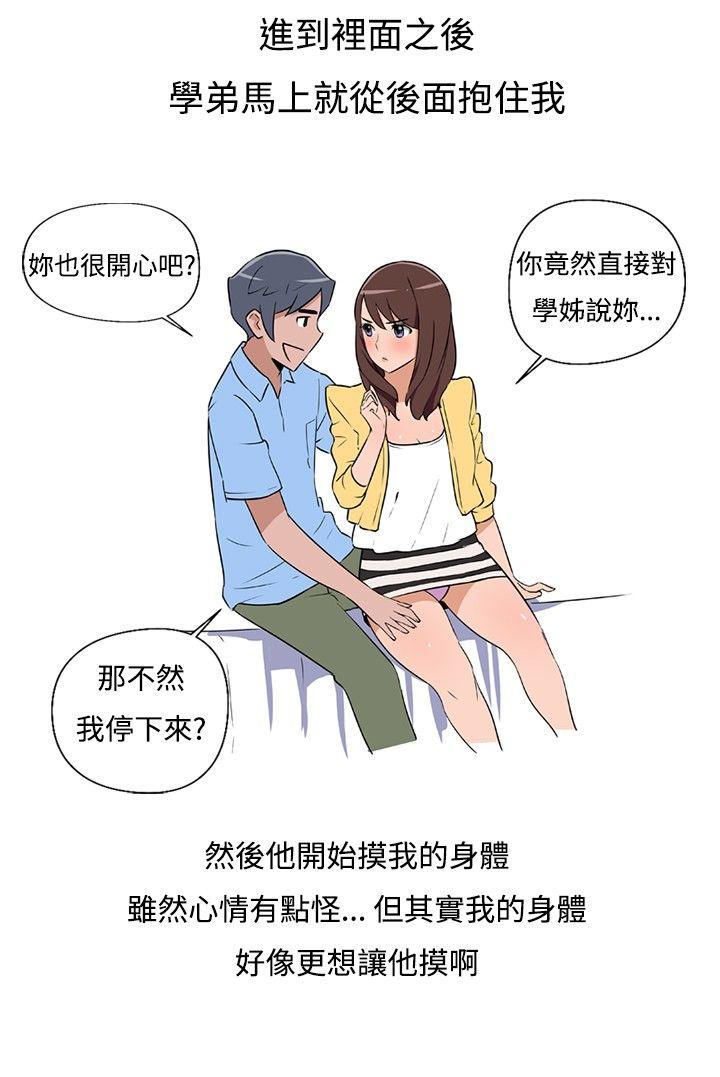 進到裡面之後
學弟馬上就從後面抱住我
妳也很開心吧?
你竟然直接對
學姊說妳...
那不然
我停下來?
然後他開始摸我的身體
雖然心情有點怪... 但其實我的身體
好像更想讓他摸啊